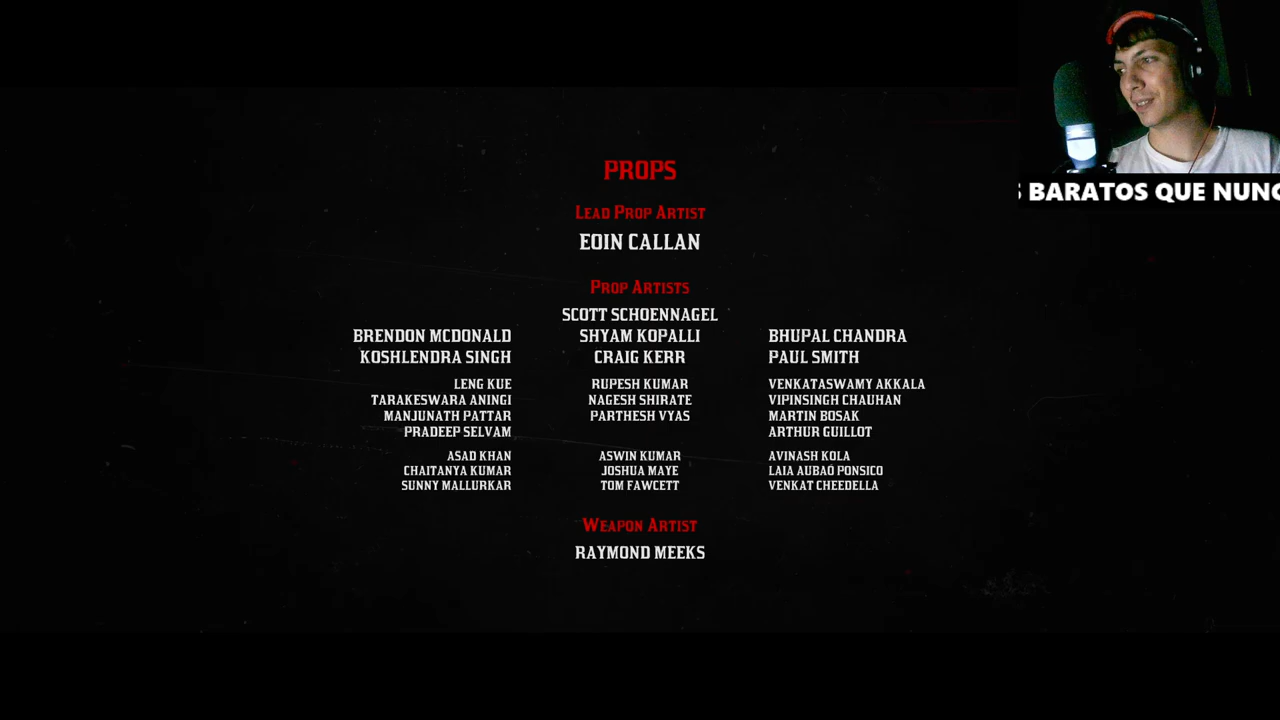 PROPS
LEAD PROP ARTIST
EOIN CALLAN
PROP ARTISTS
SCOTT SCHOENNAGEL
BRENDON MCDONALD SHYAM KOPALLI BHUPAL CHANDRA
KOSHLENDRA SINGH CRAIG KERR PAUL SMITH
LENG KUE RUPESH KUMAR VENKATASWAMY AKKALA
TARAKESWARA ANINGI NAGESH SHIRATE VIPINSINGH CHAUHAN
MANJUNATH PATTAR PARTHESH VYAS MARTIN BOSAK
PRADEEP SELVAM ARTHUR GUILLOT
ASAD KHAN ASWIN KUMAR AVINASH KOLA
CHAITANYA KUMAR JOSHUA MAYE LAIA AUBAÓ PONSICO
SUNNY MALLURKAR TOM FAWCETT VENKAT CHEEDELLA
WEAPON ARTIST
RAYMOND MEEKS
BARATOS QUE NUNC